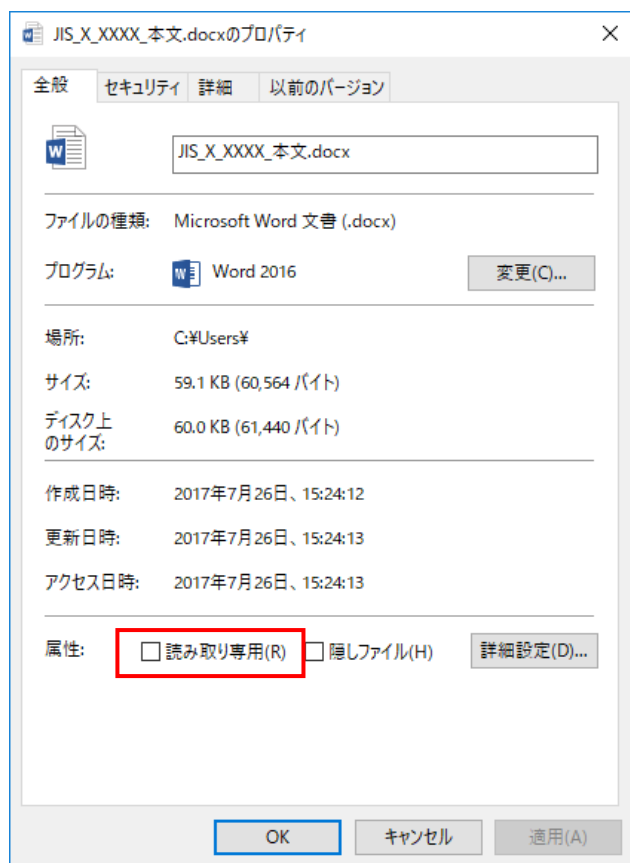 JIS_X_XXXX_本文.docxのプロパティ
全般 セキュリティ 詳細 以前のバージョン
JIS_X_XXXX_本文.docx
ファイルの種類: Microsoft Word 文書 (.docx)
プログラム: Word 2016 変更(C)...
場所: C:¥Users¥
サイズ: 59.1 KB (60,564 バイト)
ディスク上
のサイズ: 60.0 KB (61,440 バイト)
作成日時: 2017年7月26日、15:24:12
更新日時: 2017年7月26日、15:24:13
アクセス日時: 2017年7月26日、15:24:13
属性: 読み取り専用(R) 隠しファイル(H) 詳細設定(D)...
OK キャンセル 適用(A)